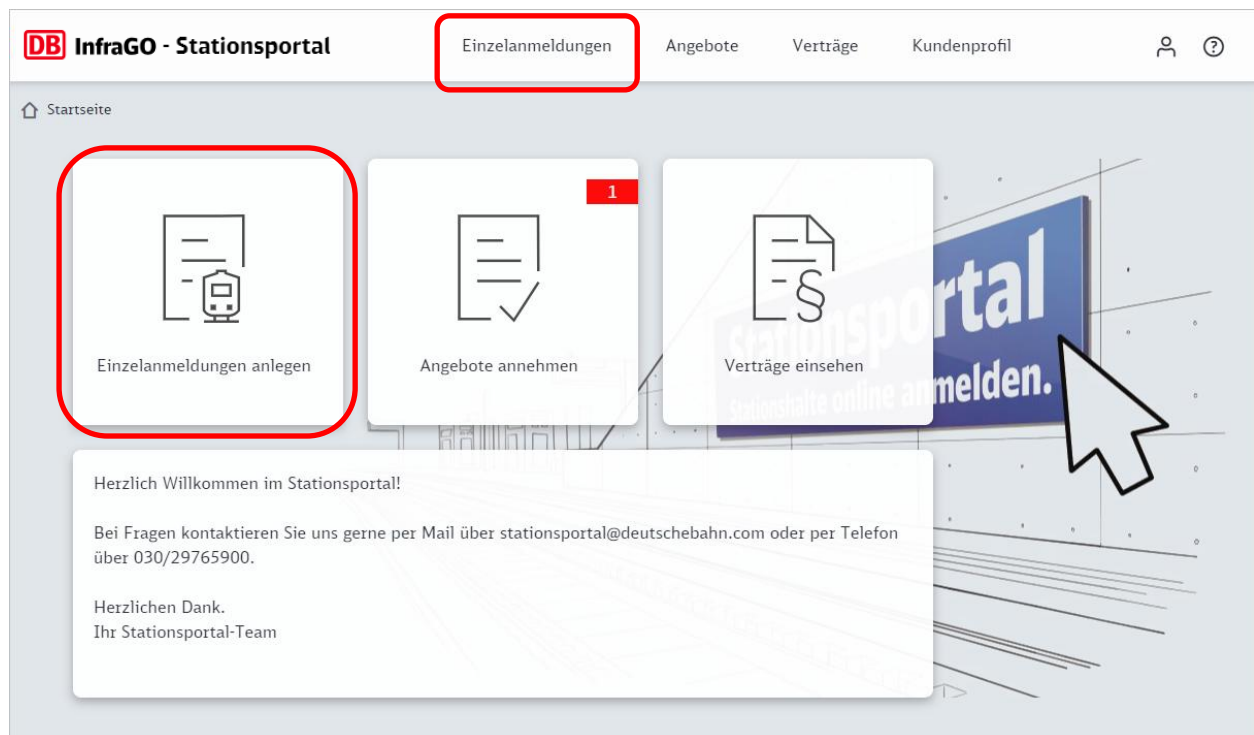 DB InfraGO - Stationsportal
Einzelanmeldungen
Angebote
Verträge
Kundenprofil
?
Startseite
1
Einzelanmeldungen anlegen
Angebote annehmen
§
Verträge einsehen
Stationsportal
Stationshalte online anmelden.
Herzlich Willkommen im Stationsportal!
Bei Fragen kontaktieren Sie uns gerne per Mail über stationsportal@deutschebahn.com oder per Telefon
über 030/29765900.
Herzlichen Dank.
Ihr Stationsportal-Team